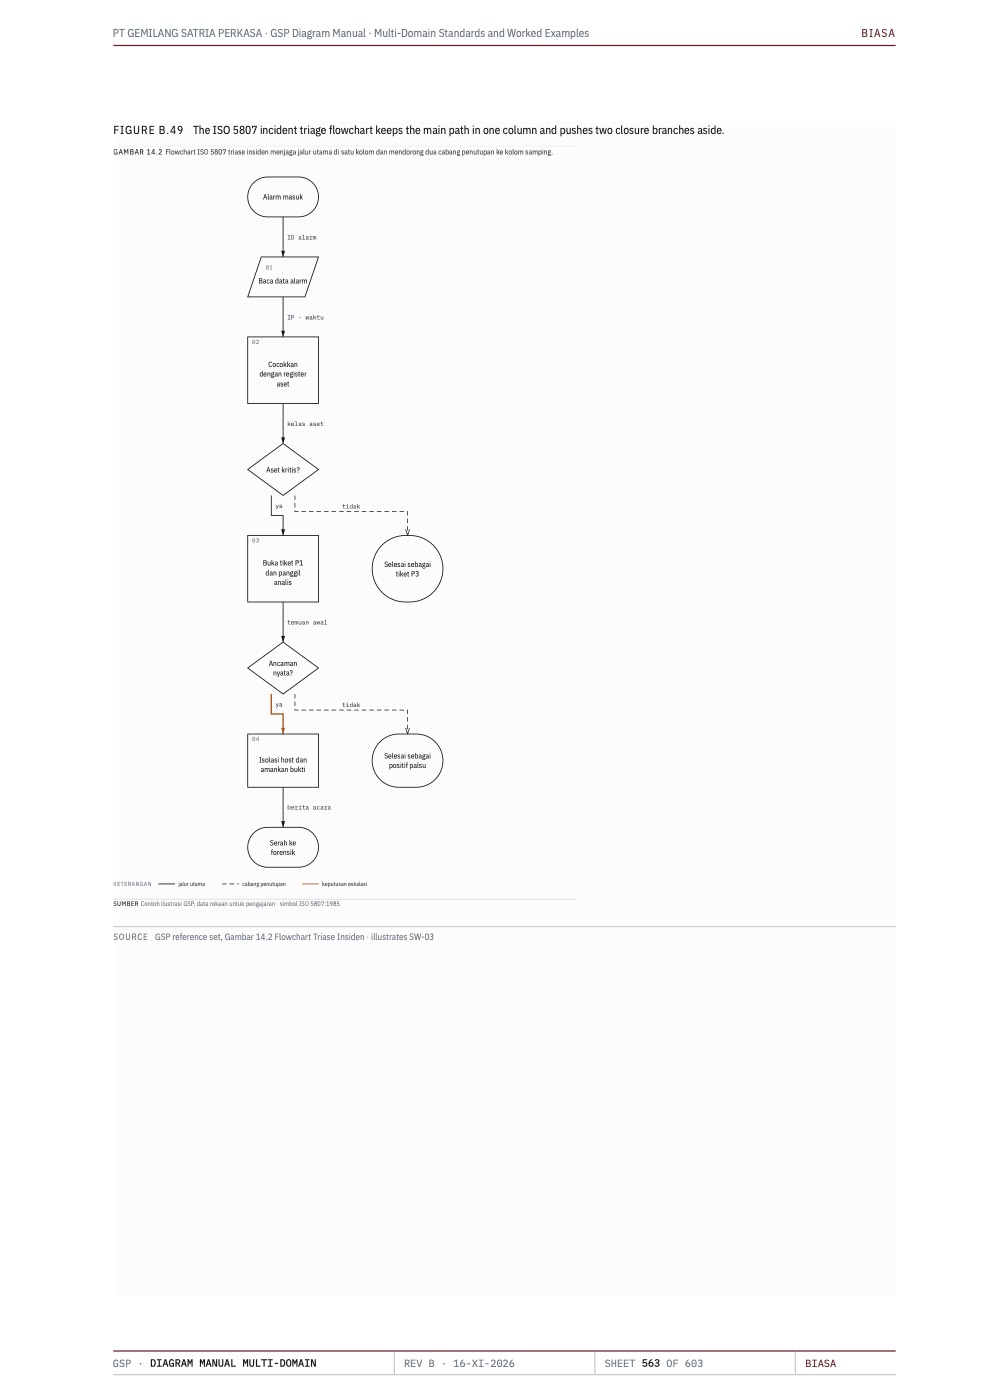 PT GEMILANG SATRIA PERKASA · GSP Diagram Manual · Multi-Domain Standards and Worked Examples
BIASA
FIGURE B.49 The ISO 5807 incident triage flowchart keeps the main path in one column and pushes two closure branches aside.
GAMBAR 14.2 Flowchart ISO 5807 triase insiden menjaga jalur utama di satu kolom dan mendorong dua cabang penutupan ke kolom samping.
Alarm masuk
ID alarm
01
Baca data alarm
IP · waktu
02
Cocokkan
dengan register
aset
kelas aset
Aset kritis?
ya
tidak
03
Buka tiket P1
dan panggil
analis
Selesai sebagai
tiket P3
temuan awal
Ancaman
nyata?
ya
tidak
04
Isolasi host dan
amankan bukti
Selesai sebagai
positif palsu
berita acara
Serah ke
forensik
KETERANGAN jalur utama cabang penutupan keputusan eskalasi
SUMBER Contoh ilustrasi GSP, data rekaan untuk pengajaran · simbol ISO 5807:1985
SOURCE GSP reference set, Gambar 14.2 Flowchart Triase Insiden · illustrates SW-03
GSP · DIAGRAM MANUAL MULTI-DOMAIN
REV B · 16-XI-2026
SHEET 563 OF 603
BIASA